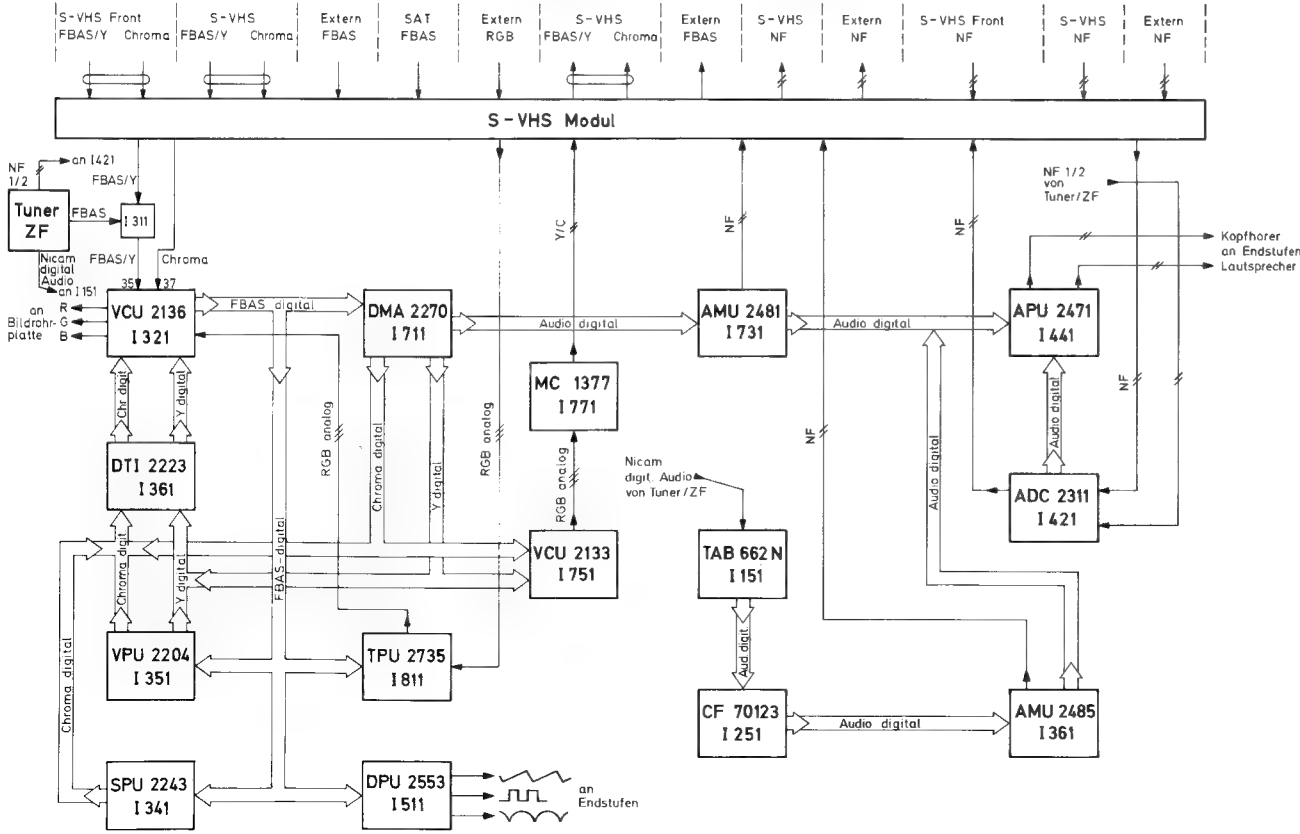 S-VHS Front
FBAS/Y Chroma
S-VHS
FBAS/Y Chroma
Extern
FBAS
SAT
FBAS
Extern
RGB
S-VHS
FBAS/Y Chroma
Extern
FBAS
S-VHS
NF
Extern
NF
S-VHS Front
NF
S-VHS
NF
Extern
NF
S-VHS Modul
NF
1/2
an I421
FBAS/Y
Tuner
ZF
FBAS
I 311
Nicam
digital
Audio
an I151
FBAS/Y
Chroma
35
37
an
Bildrohr-
platte
R
G
B
VCU 2136
I 321
FBAS digital
DMA 2270
I 711
Audio digital
AMU 2481
I 731
Audio digital
APU 2471
I 441
NF 1/2
von
Tuner/ZF
Kopfhörer
an Endstufen
Lautsprecher
Y/C
NF
NF
NF
NF
MC 1377
I 771
Chr digit.
Y digital
RGB analog
Chroma digital
Y digital
RGB analog
RGB analog
Audio digital
Audio digital
DTI 2223
I 361
Nicam
digit. Audio
von Tuner/ZF
ADC 2311
I 421
VCU 2133
I 751
TAB 662 N
I 151
Chroma digit.
Y digital
FBAS-digital
Chroma digital
Aud digit.
VPU 2204
I 351
TPU 2735
I 811
CF 70123
I 251
Audio digital
AMU 2485
I 361
SPU 2243
I 341
DPU 2553
I 511
an
Endstufen